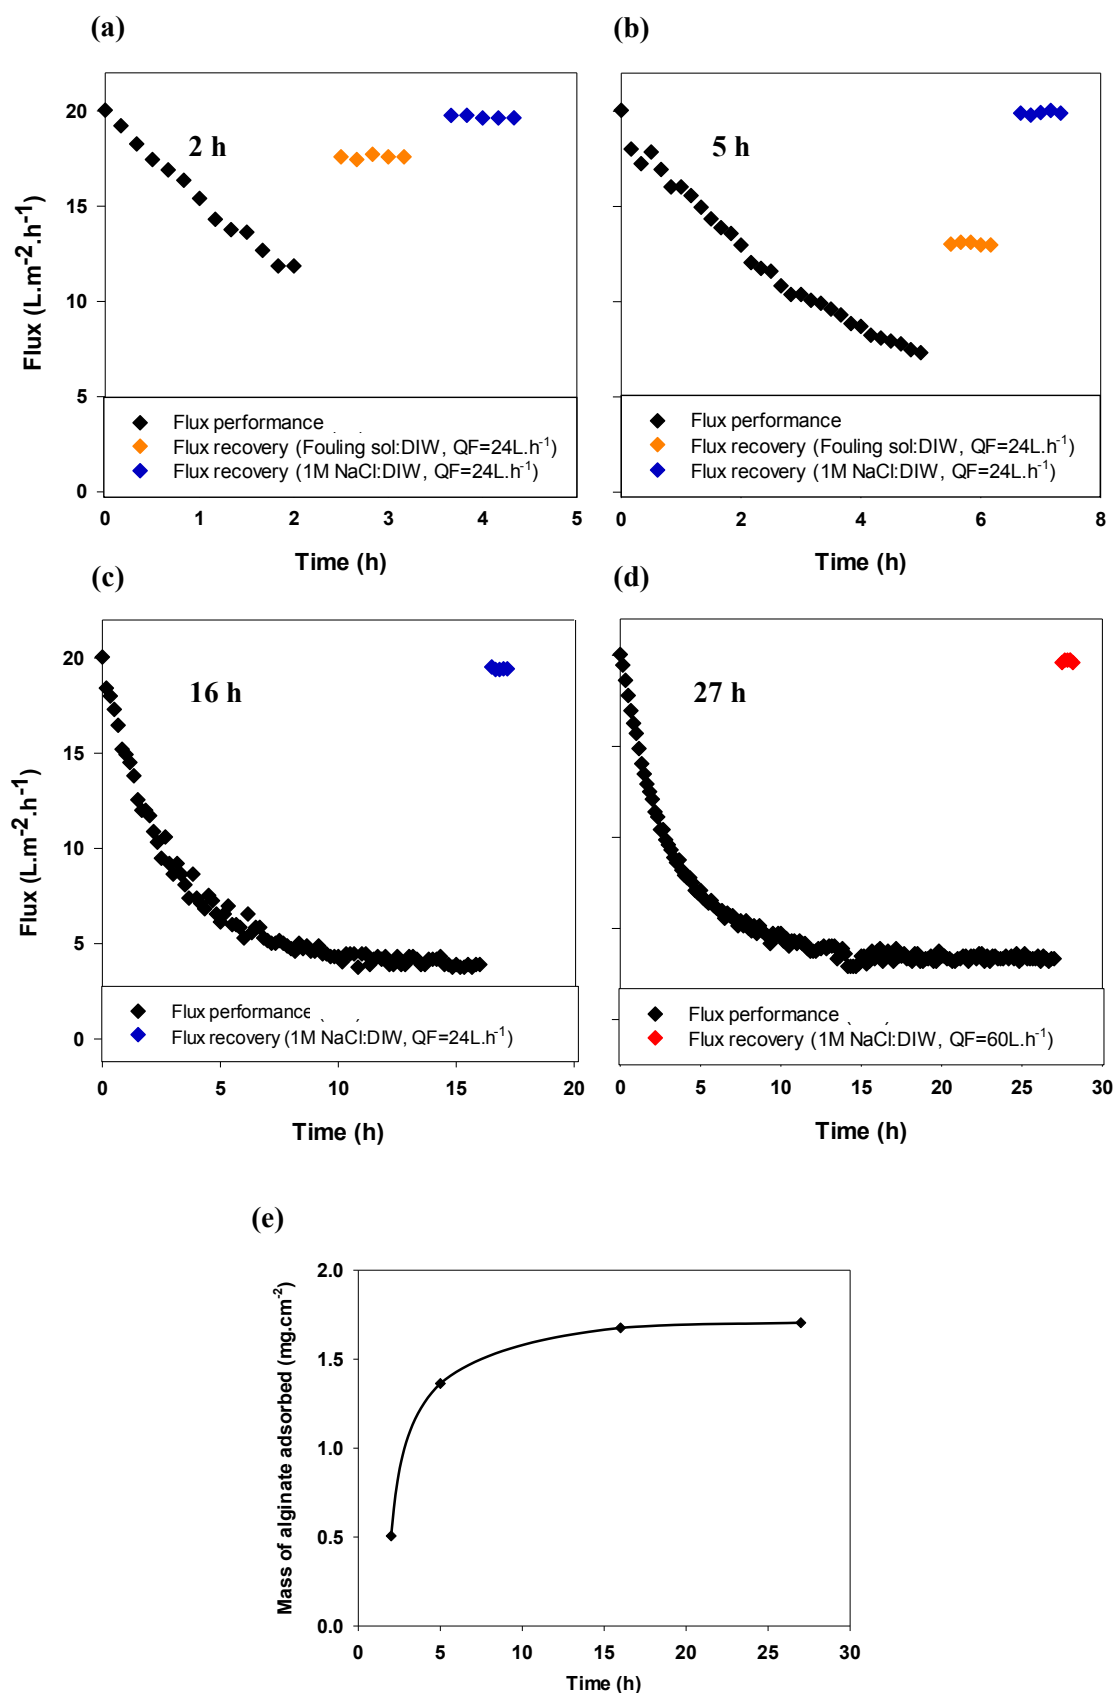 (a)
Flux (L.m-2.h-1)
20
15
10
5
0
2 h
Flux performance
Flux recovery (Fouling sol:DIW, QF=24L.h-1)
Flux recovery (1M NaCl:DIW, QF=24L.h-1)
0 1 2 3 4 5
Time (h)
(b)
5 h
Flux performance
Flux recovery (Fouling sol:DIW, QF=24L.h-1)
Flux recovery (1M NaCl:DIW, QF=24L.h-1)
0 2 4 6 8
Time (h)
(c)
Flux (L.m-2.h-1)
20
15
10
5
0
16 h
Flux performance
Flux recovery (1M NaCl:DIW, QF=24L.h-1)
0 5 10 15 20
Time (h)
(d)
27 h
Flux performance
Flux recovery (1M NaCl:DIW, QF=60L.h-1)
0 5 10 15 20 25 30
Time (h)
(e)
Mass of alginate adsorbed (mg.cm-2)
2.0
1.5
1.0
0.5
0.0
0 5 10 15 20 25 30
Time (h)